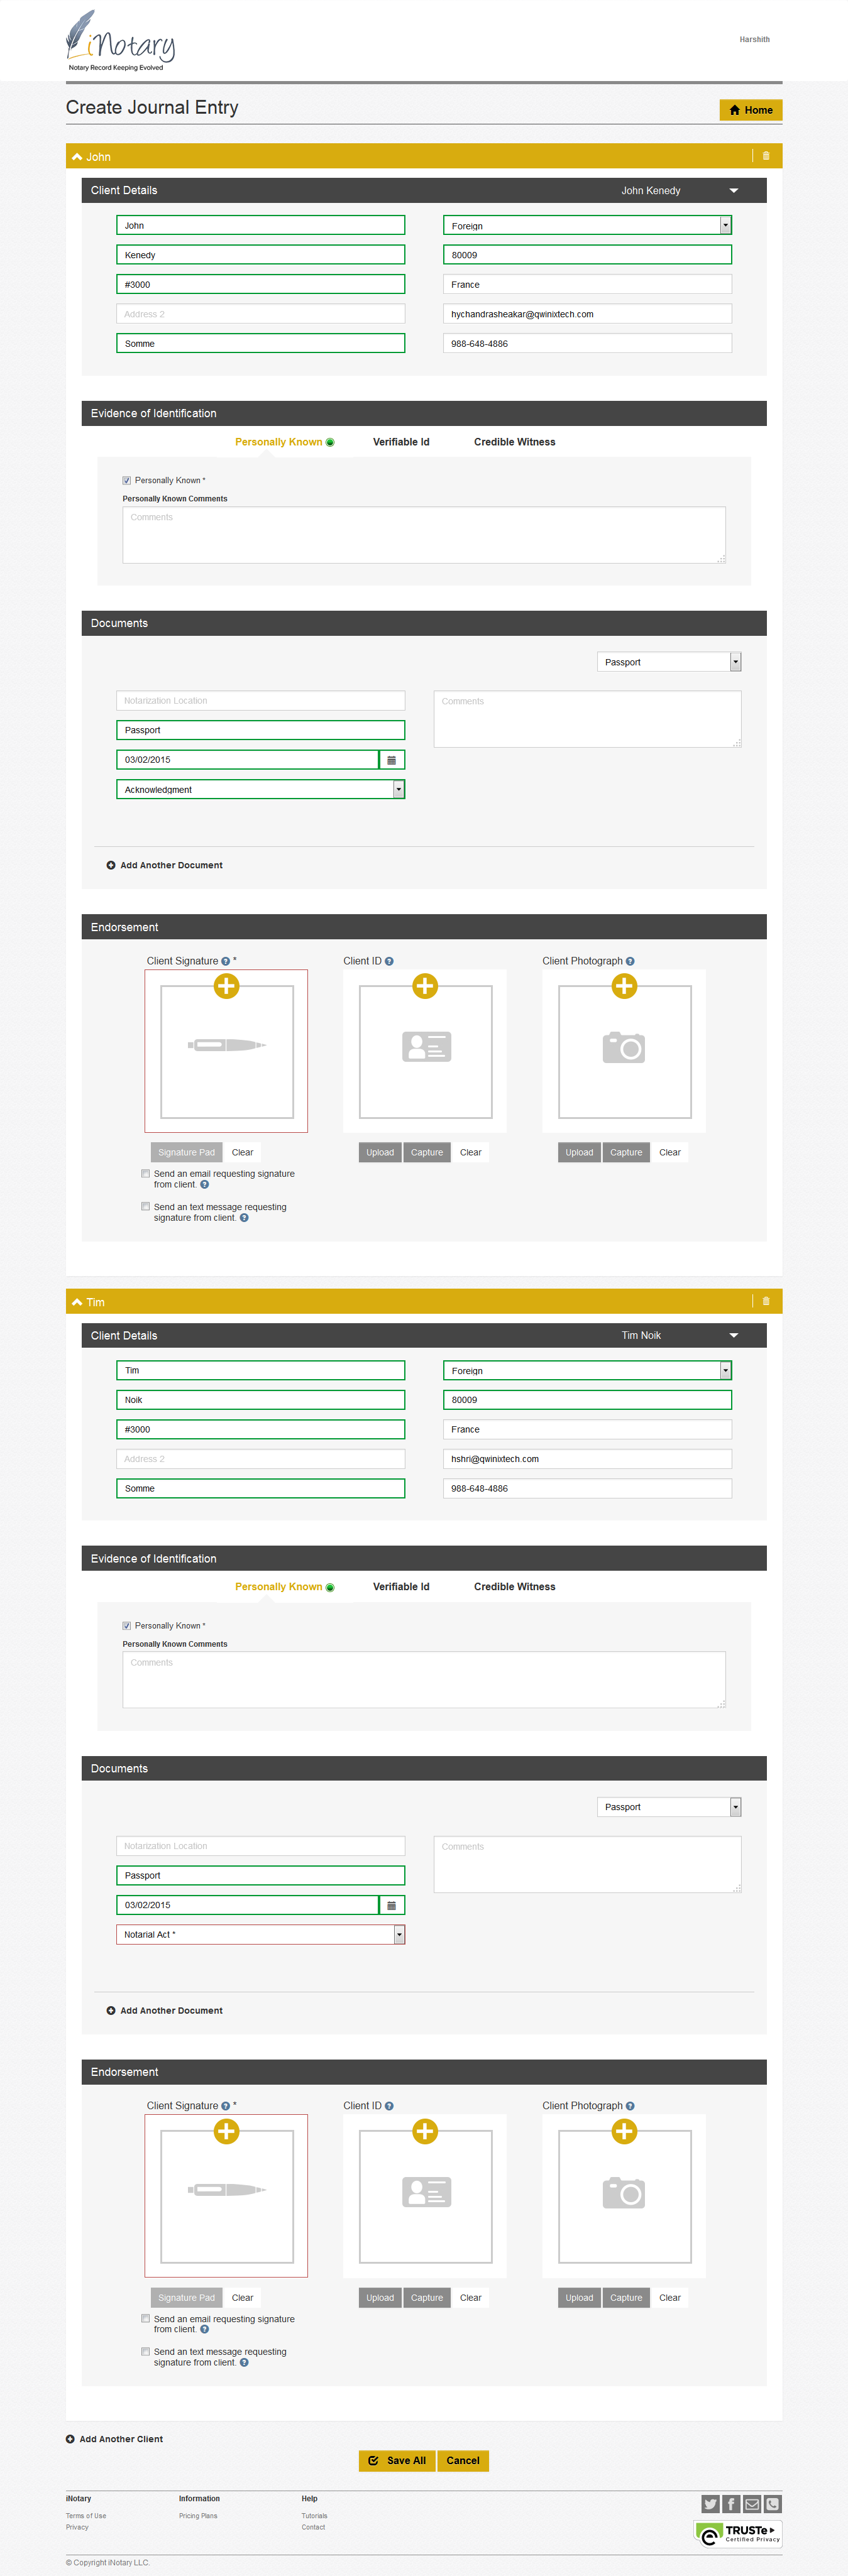 iNotary
Notary Record Keeping Evolved
Harshith
Create Journal Entry
Home
John
Client Details
John Kenedy
John
Foreign
Kenedy
80009
#3000
France
Address 2
hychandrasheakar@qwinixtech.com
Somme
988-648-4886
Evidence of Identification
Personally Known
Verifiable Id
Credible Witness
Personally Known *
Personally Known Comments
Comments
Documents
Passport
Notarization Location
Comments
Passport
03/02/2015
Acknowledgment
Add Another Document
Endorsement
Client Signature ? *
Client ID ?
Client Photograph ?
Signature Pad
Clear
Upload
Capture
Clear
Upload
Capture
Clear
Send an email requesting signature
from client. ?
Send an text message requesting
signature from client. ?
Tim
Client Details
Tim Noik
Tim
Foreign
Noik
80009
#3000
France
Address 2
hshri@qwinixtech.com
Somme
988-648-4886
Evidence of Identification
Personally Known
Verifiable Id
Credible Witness
Personally Known *
Personally Known Comments
Comments
Documents
Passport
Notarization Location
Comments
Passport
03/02/2015
Notarial Act *
Add Another Document
Endorsement
Client Signature ? *
Client ID ?
Client Photograph ?
Signature Pad
Clear
Upload
Capture
Clear
Upload
Capture
Clear
Send an email requesting signature
from client. ?
Send an text message requesting
signature from client. ?
Add Another Client
Save All
Cancel
iNotary
Information
Help
Terms of Use
Pricing Plans
Tutorials
Privacy
Contact
TRUSTe
Certified Privacy
© Copyright iNotary LLC.